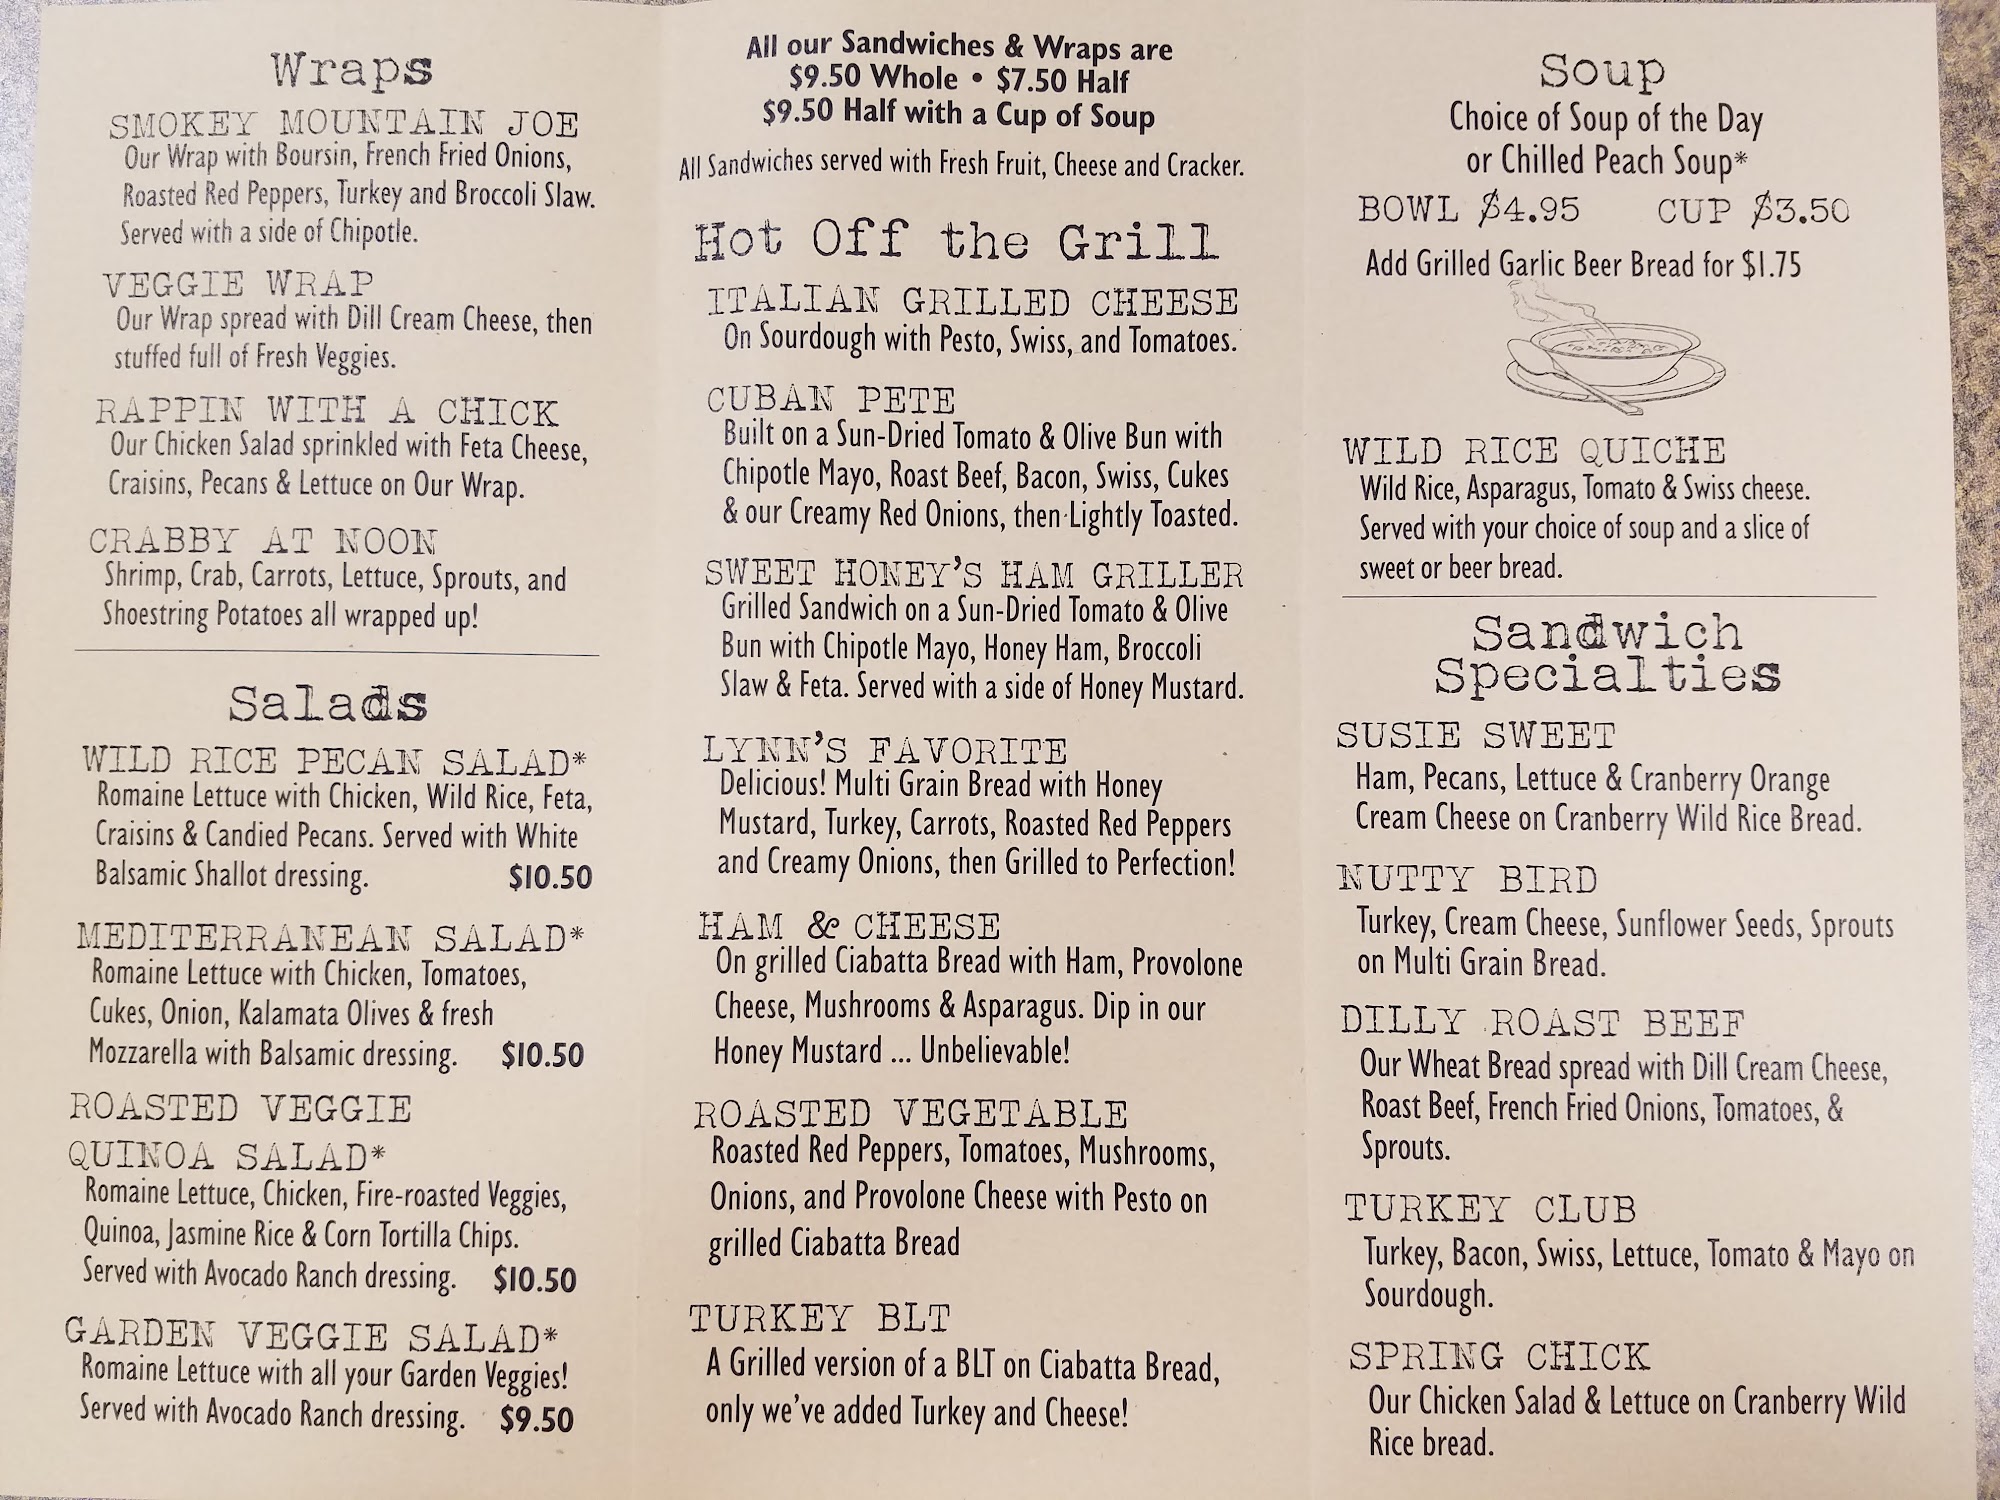 Wraps
SMOKEY MOUNTAIN JOE
Our Wrap with Boursin, French Fried Onions,
Roasted Red Peppers, Turkey and Broccoli Slaw.
Served with a side of Chipotle.
VEGGIE WRAP
Our Wrap spread with Dill Cream Cheese, then
stuffed full of Fresh Veggies.
RAPPIN WITH A CHICK
Our Chicken Salad sprinkled with Feta Cheese,
Craisins, Pecans & Lettuce on Our Wrap.
CRABBY AT NOON
Shrimp, Crab, Carrots, Lettuce, Sprouts, and
Shoestring Potatoes all wrapped up!
Salads
WILD RICE PECAN SALAD*
Romaine Lettuce with Chicken, Wild Rice, Feta,
Craisins & Candied Pecans. Served with White
Balsamic Shallot dressing. $10.50
MEDITERRANEAN SALAD*
Romaine Lettuce with Chicken, Tomatoes,
Cukes, Onion, Kalamata Olives & fresh
Mozzarella with Balsamic dressing. $10.50
ROASTED VEGGIE
QUINOA SALAD*
Romaine Lettuce, Chicken, Fire-roasted Veggies,
Quinoa, Jasmine Rice & Corn Tortilla Chips.
Served with Avocado Ranch dressing. $10.50
GARDEN VEGGIE SALAD*
Romaine Lettuce with all your Garden Veggies!
Served with Avocado Ranch dressing. $9.50
All our Sandwiches & Wraps are
$9.50 Whole • $7.50 Half
$9.50 Half with a Cup of Soup
All Sandwiches served with Fresh Fruit, Cheese and Cracker.
Hot Off the Grill
ITALIAN GRILLED CHEESE
On Sourdough with Pesto, Swiss, and Tomatoes.
CUBAN PETE
Built on a Sun-Dried Tomato & Olive Bun with
Chipotle Mayo, Roast Beef, Bacon, Swiss, Cukes
& our Creamy Red Onions, then Lightly Toasted.
SWEET HONEY'S HAM GRILLER
Grilled Sandwich on a Sun-Dried Tomato & Olive
Bun with Chipotle Mayo, Honey Ham, Broccoli
Slaw & Feta. Served with a side of Honey Mustard.
LYNN'S FAVORITE
Delicious! Multi Grain Bread with Honey
Mustard, Turkey, Carrots, Roasted Red Peppers
and Creamy Onions, then Grilled to Perfection!
HAM & CHEESE
On grilled Ciabatta Bread with Ham, Provolone
Cheese, Mushrooms & Asparagus. Dip in our
Honey Mustard ... Unbelievable!
ROASTED VEGETABLE
Roasted Red Peppers, Tomatoes, Mushrooms,
Onions, and Provolone Cheese with Pesto on
grilled Ciabatta Bread
TURKEY BLT
A Grilled version of a BLT on Ciabatta Bread,
only we've added Turkey and Cheese!
Soup
Choice of Soup of the Day
or Chilled Peach Soup*
BOWL $4.95 CUP $3.50
Add Grilled Garlic Beer Bread for $1.75
WILD RICE QUICHE
Wild Rice, Asparagus, Tomato & Swiss cheese.
Served with your choice of soup and a slice of
sweet or beer bread.
Sandwich
Specialties
SUSIE SWEET
Ham, Pecans, Lettuce & Cranberry Orange
Cream Cheese on Cranberry Wild Rice Bread.
NUTTY BIRD
Turkey, Cream Cheese, Sunflower Seeds, Sprouts
on Multi Grain Bread.
DILLY ROAST BEEF
Our Wheat Bread spread with Dill Cream Cheese,
Roast Beef, French Fried Onions, Tomatoes, &
Sprouts.
TURKEY CLUB
Turkey, Bacon, Swiss, Lettuce, Tomato & Mayo on
Sourdough.
SPRING CHICK
Our Chicken Salad & Lettuce on Cranberry Wild
Rice bread.